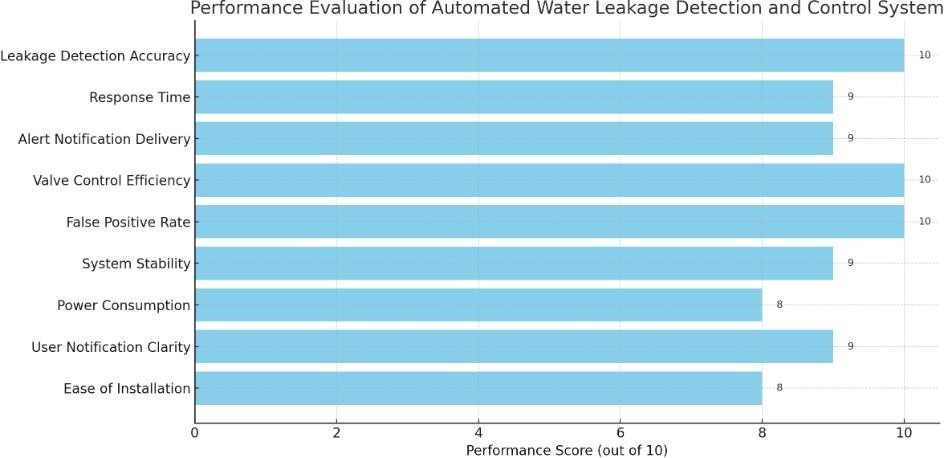 Performance Evaluation of Automated Water Leakage Detection and Control System
Leakage Detection Accuracy 10
Response Time 9
Alert Notification Delivery 9
Valve Control Efficiency 10
False Positive Rate 10
System Stability 9
Power Consumption 8
User Notification Clarity 9
Ease of Installation 8
0 2 4 6 8 10
Performance Score (out of 10)